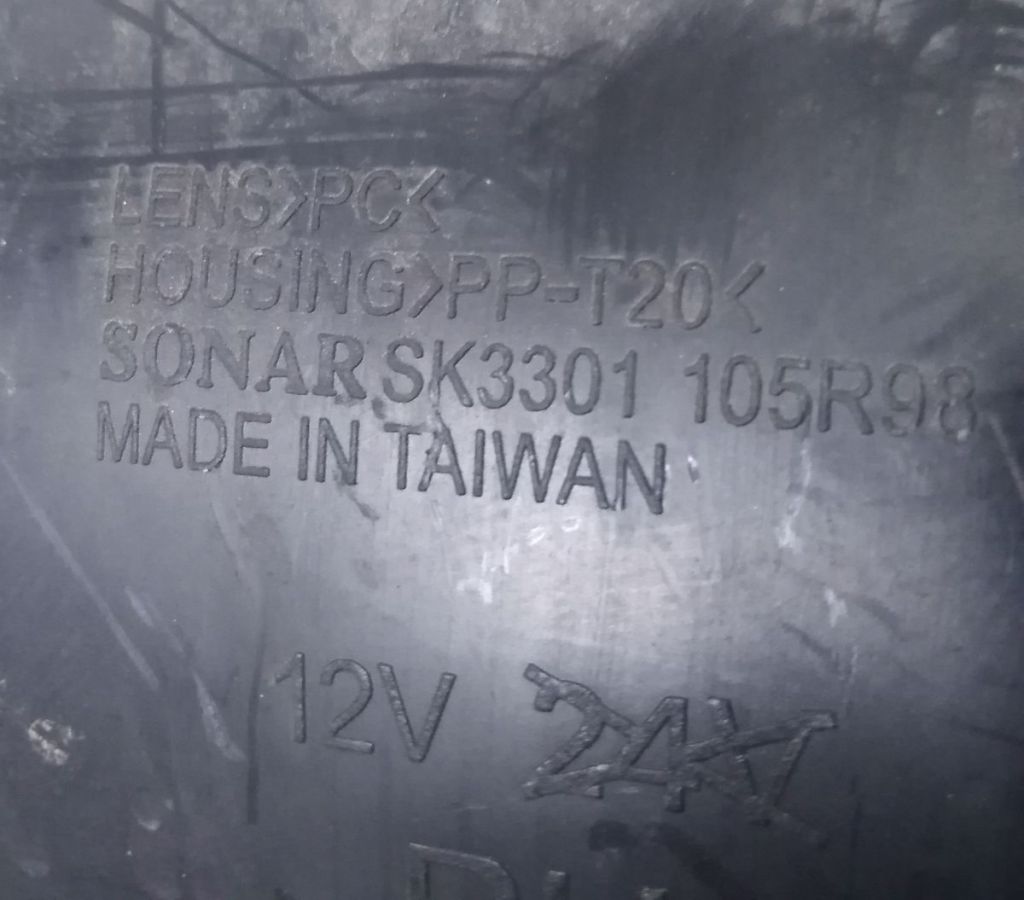 LENS>PC<
HOUSING>PP-T20<
SONAR SK3301 105R98
MADE IN TAIWAN
12V 24V